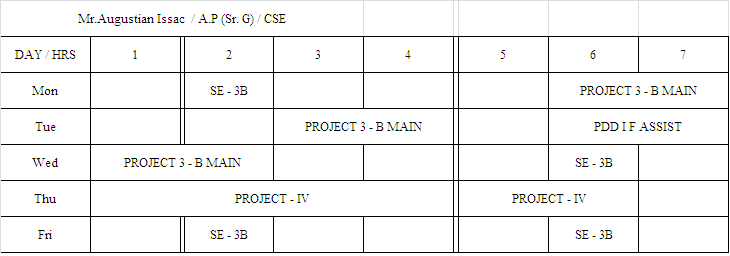 Mr.Augustian Issac / A.P (Sr. G) / CSE
DAY / HRS 1 2 3 4 5 6 7
Mon SE - 3B PROJECT 3 - B MAIN
Tue PROJECT 3 - B MAIN PDD I F ASSIST
Wed PROJECT 3 - B MAIN SE - 3B
Thu PROJECT - IV PROJECT - IV
Fri SE - 3B SE - 3B